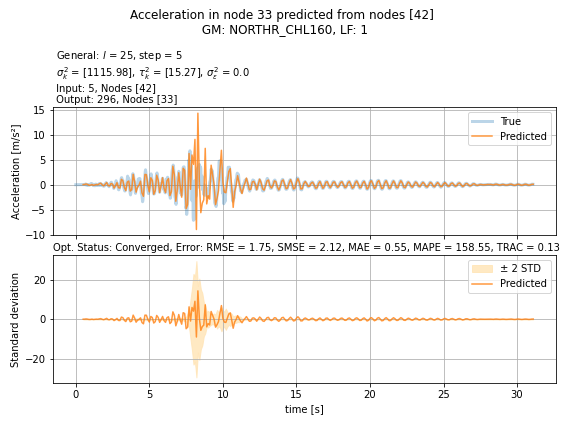 Acceleration in node 33 predicted from nodes [42]
GM: NORTHR_CHL160, LF: 1
General: l = 25, step = 5
σ²ₖ = [1115.98], τ²ₖ = [15.27], σ²ε = 0.0
Input: 5, Nodes [42]
Output: 296, Nodes [33]
Acceleration [m/s²]
15
10
5
0
−5
−10
True
Predicted
Opt. Status: Converged, Error: RMSE = 1.75, SMSE = 2.12, MAE = 0.55, MAPE = 158.55, TRAC = 0.13
Standard deviation
20
0
−20
± 2 STD
Predicted
0 5 10 15 20 25 30
time [s]